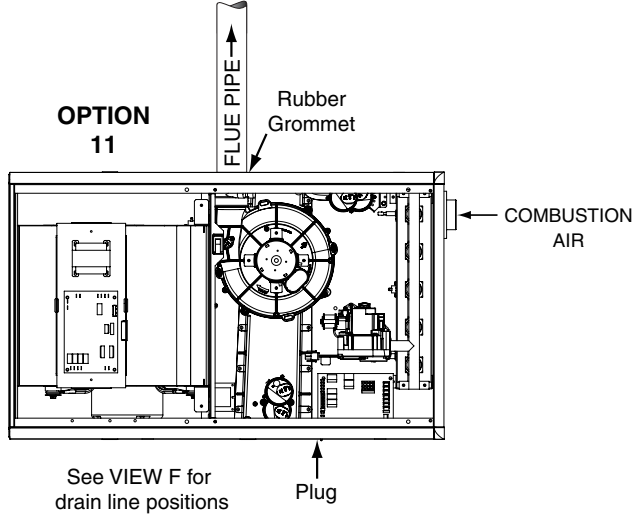 FLUE PIPE
OPTION
11
Rubber
Grommet
COMBUSTION
AIR
See VIEW F for
drain line positions
Plug